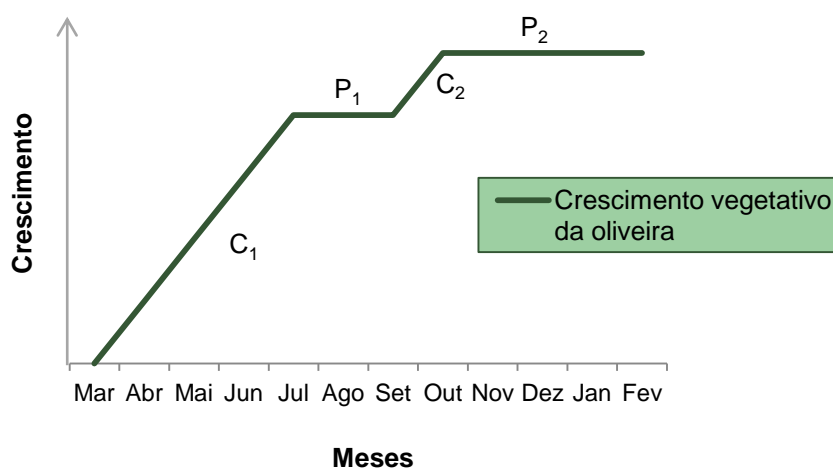 P₂
P₁
C₂
Crescimento
Crescimento vegetativo
da oliveira
C₁
Mar Abr Mai Jun Jul Ago Set Out Nov Dez Jan Fev
Meses